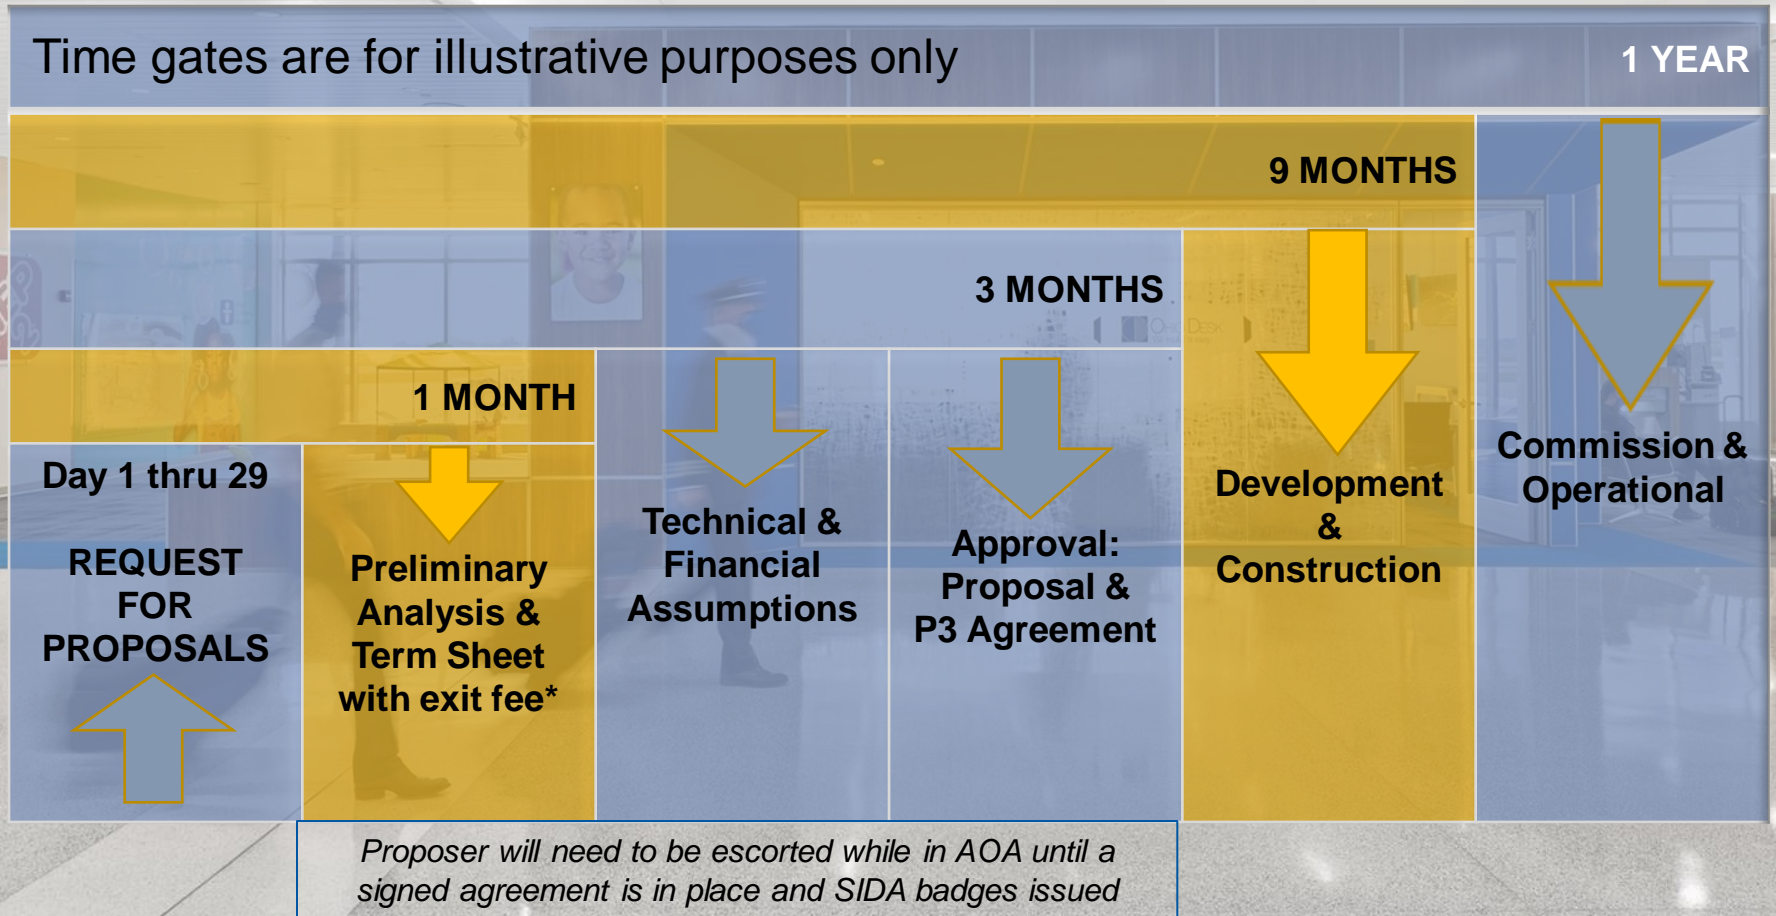 Time gates are for illustrative purposes only
1 YEAR
9 MONTHS
3 MONTHS
1 MONTH
Day 1 thru 29
REQUEST
FOR
PROPOSALS
Preliminary
Analysis &
Term Sheet
with exit fee*
Technical &
Financial
Assumptions
Approval:
Proposal &
P3 Agreement
Development
&
Construction
Commission &
Operational
OHIO DESK
Proposer will need to be escorted while in AOA until a
signed agreement is in place and SIDA badges issued